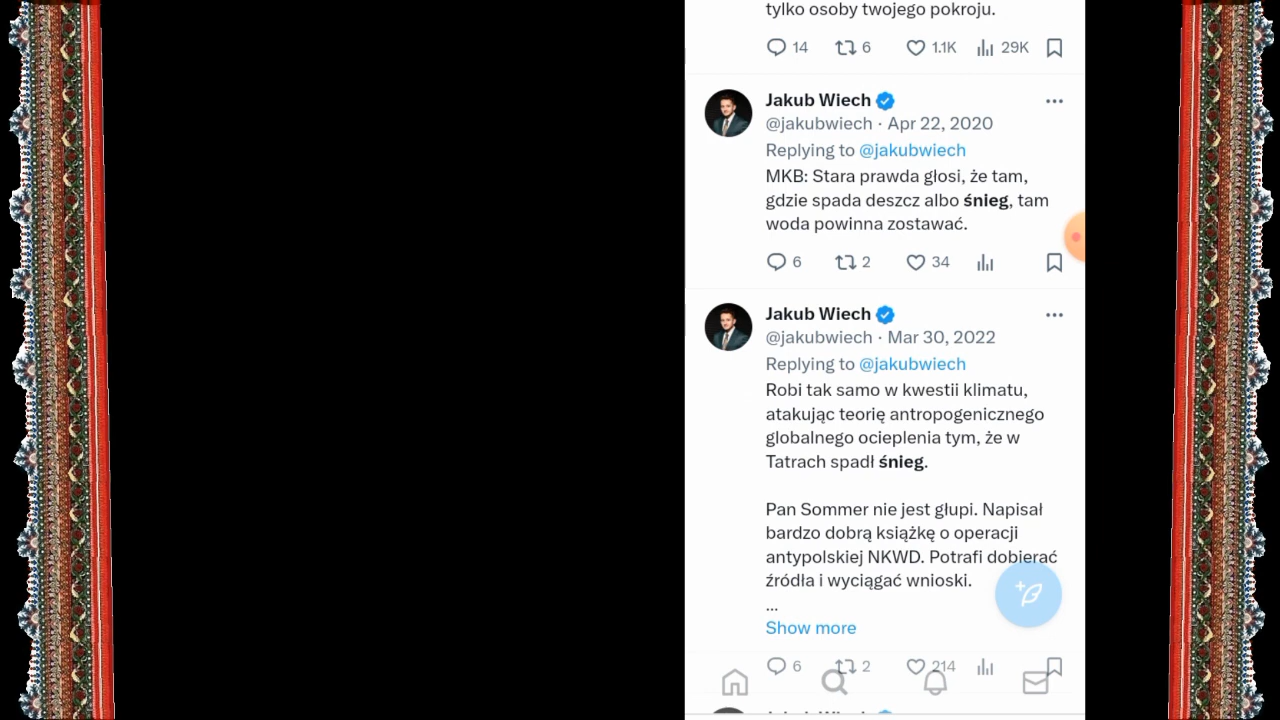 tylko osoby twojego pokroju.
14 6 1.1K 29K
Jakub Wiech
@jakubwiech · Apr 22, 2020
Replying to @jakubwiech
MKB: Stara prawda głosi, że tam,
gdzie spada deszcz albo śnieg, tam
woda powinna zostawać.
6 2 34
Jakub Wiech
@jakubwiech · Mar 30, 2022
Replying to @jakubwiech
Robi tak samo w kwestii klimatu,
atakując teorię antropogenicznego
globalnego ocieplenia tym, że w
Tatrach spadł śnieg.
Pan Sommer nie jest głupi. Napisał
bardzo dobrą książkę o operacji
antypolskiej NKWD. Potrafi dobierać
źródła i wyciągać wnioski.
...
Show more
6 2 214